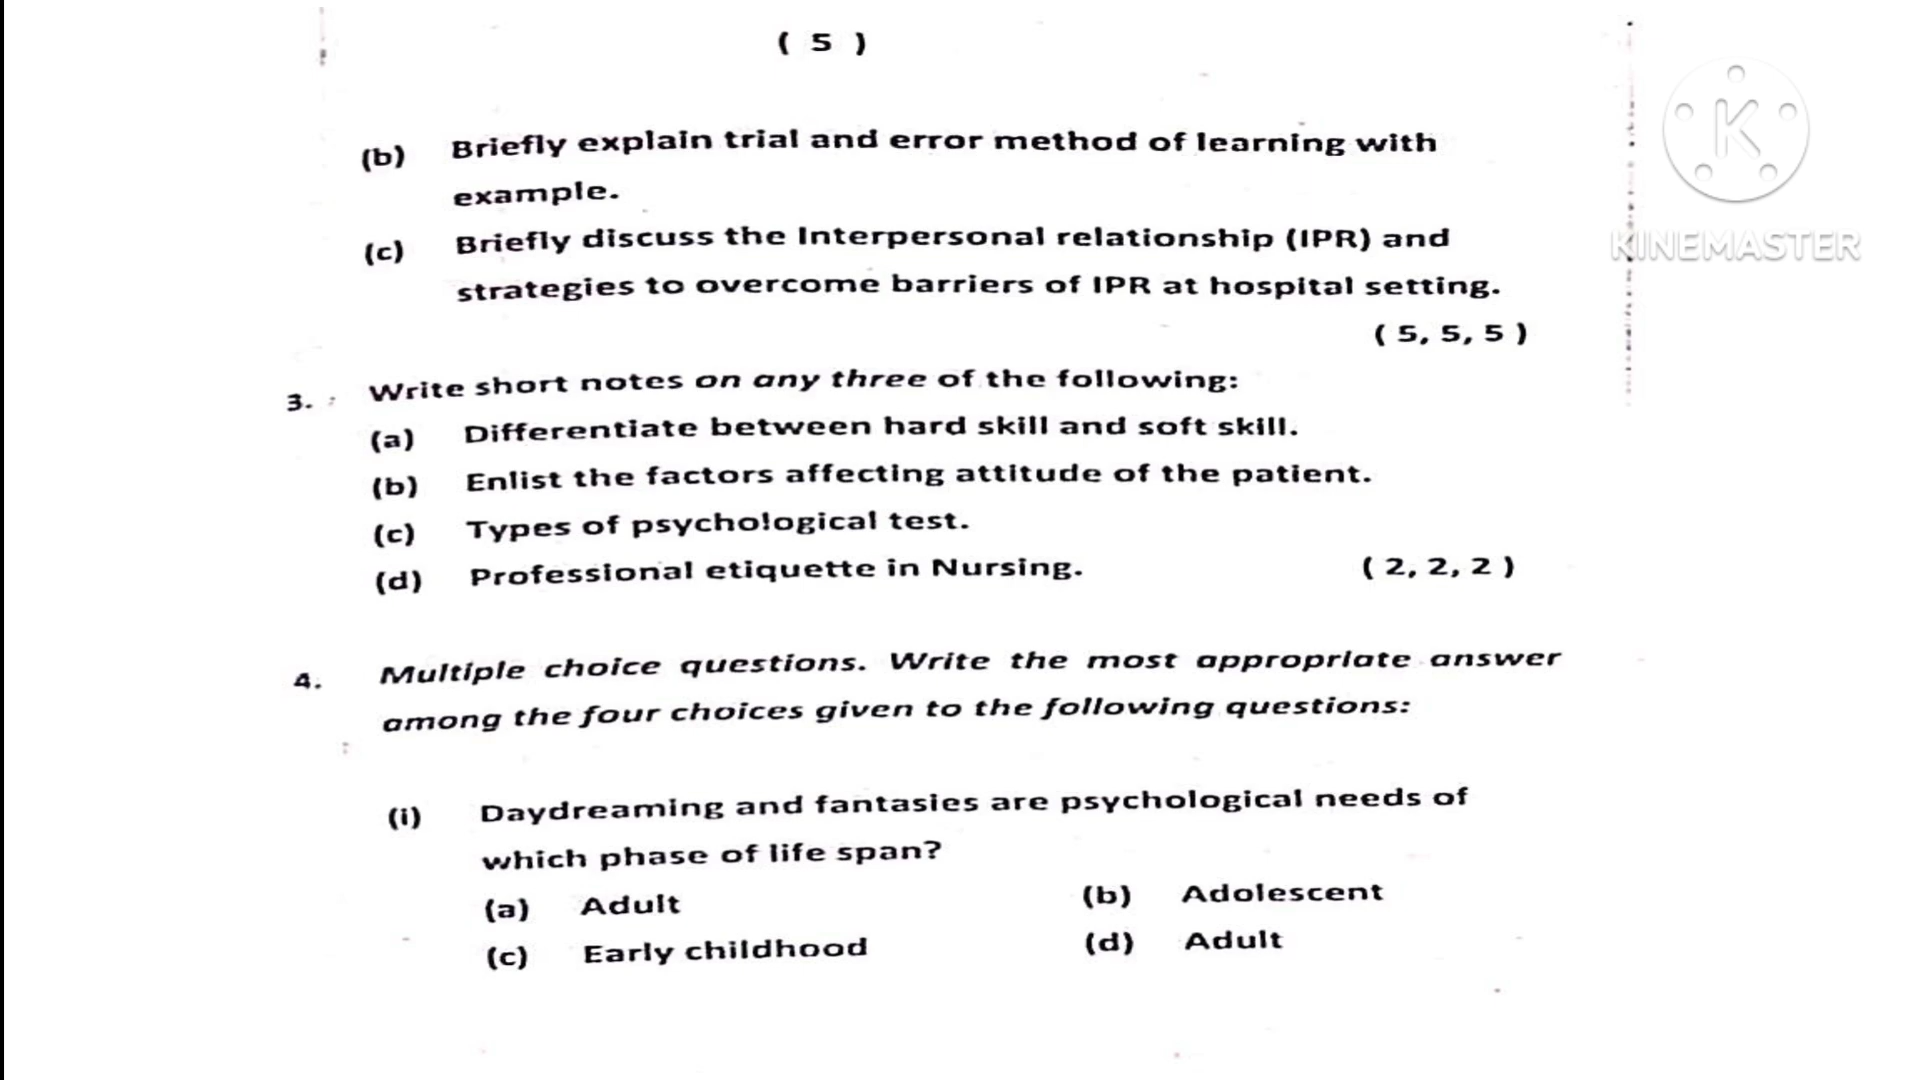 ( 5 )
(b) Briefly explain trial and error method of learning with
example.
(c) Briefly discuss the Interpersonal relationship (IPR) and
strategies to overcome barriers of IPR at hospital setting.
( 5, 5, 5 )
3. Write short notes on any three of the following:
(a) Differentiate between hard skill and soft skill.
(b) Enlist the factors affecting attitude of the patient.
(c) Types of psychological test.
(d) Professional etiquette in Nursing. ( 2, 2, 2 )
4. Multiple choice questions. Write the most appropriate answer
among the four choices given to the following questions:
(i) Daydreaming and fantasies are psychological needs of
which phase of life span?
(a) Adult (b) Adolescent
(c) Early childhood (d) Adult
K
KINEMASTER